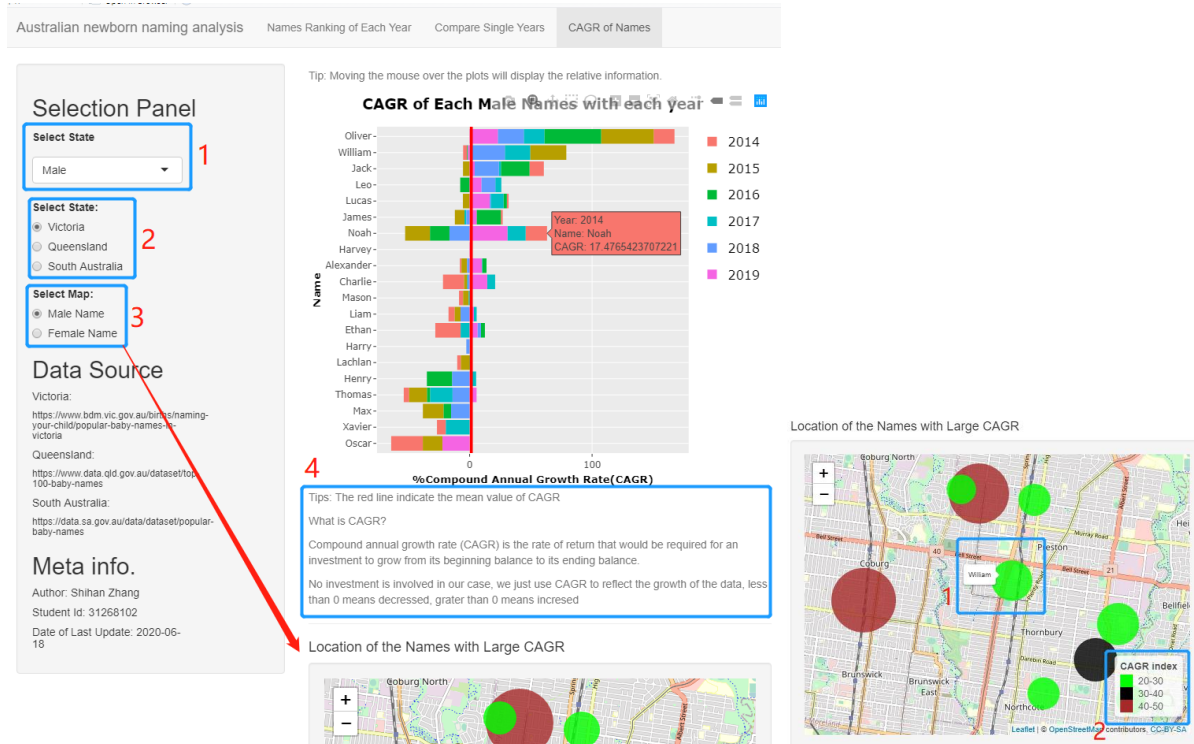 Australian newborn naming analysis
Names Ranking of Each Year
Compare Single Years
CAGR of Names
Selection Panel
Select State
1
Male
Select State:
Victoria
Queensland
South Australia
2
Select Map:
Male Name
Female Name
3
Data Source
Victoria:
https://www.bdm.vic.gov.au/births/naming-
your-child/popular-baby-names-in-
victoria
Queensland:
https://www.data.qld.gov.au/dataset/top-
100-baby-names
South Australia:
https://data.sa.gov.au/data/dataset/popular-
baby-names
Meta info.
Author: Shihan Zhang
Student Id: 31268102
Date of Last Update: 2020-06-
18
Tip: Moving the mouse over the plots will display the relative information.
CAGR of Each Male Names with each year
Oliver
William
Jack
Leo
Lucas
James
Noah
Harvey
Alexander
Charlie
Mason
Liam
Ethan
Harry
Lachlan
Henry
Thomas
Max
Xavier
Oscar
Name
2014
2015
2016
2017
2018
2019
Year: 2014
Name: Noah
CAGR: 17.4765423707221
0
100
%Compound Annual Growth Rate(CAGR)
4
Tips: The red line indicate the mean value of CAGR
What is CAGR?
Compound annual growth rate (CAGR) is the rate of return that would be required for an
investment to grow from its beginning balance to its ending balance.
No investment is involved in our case, we just use CAGR to reflect the growth of the data, less
than 0 means decressed, grater than 0 means incresed
Location of the Names with Large CAGR
+
−
Coburg North
Location of the Names with Large CAGR
+
−
Coburg North
Bell Street
Murray Road
Albert Street
40
Bell Street
Preston
21
Coburg
William
1
Bellfiel
Thornbury
Darebin Road
Brunswick
Brunswick
East
Northcote
CAGR index
20-30
30-40
40-50
2
Leaflet | © OpenStreetMap contributors, CC-BY-SA